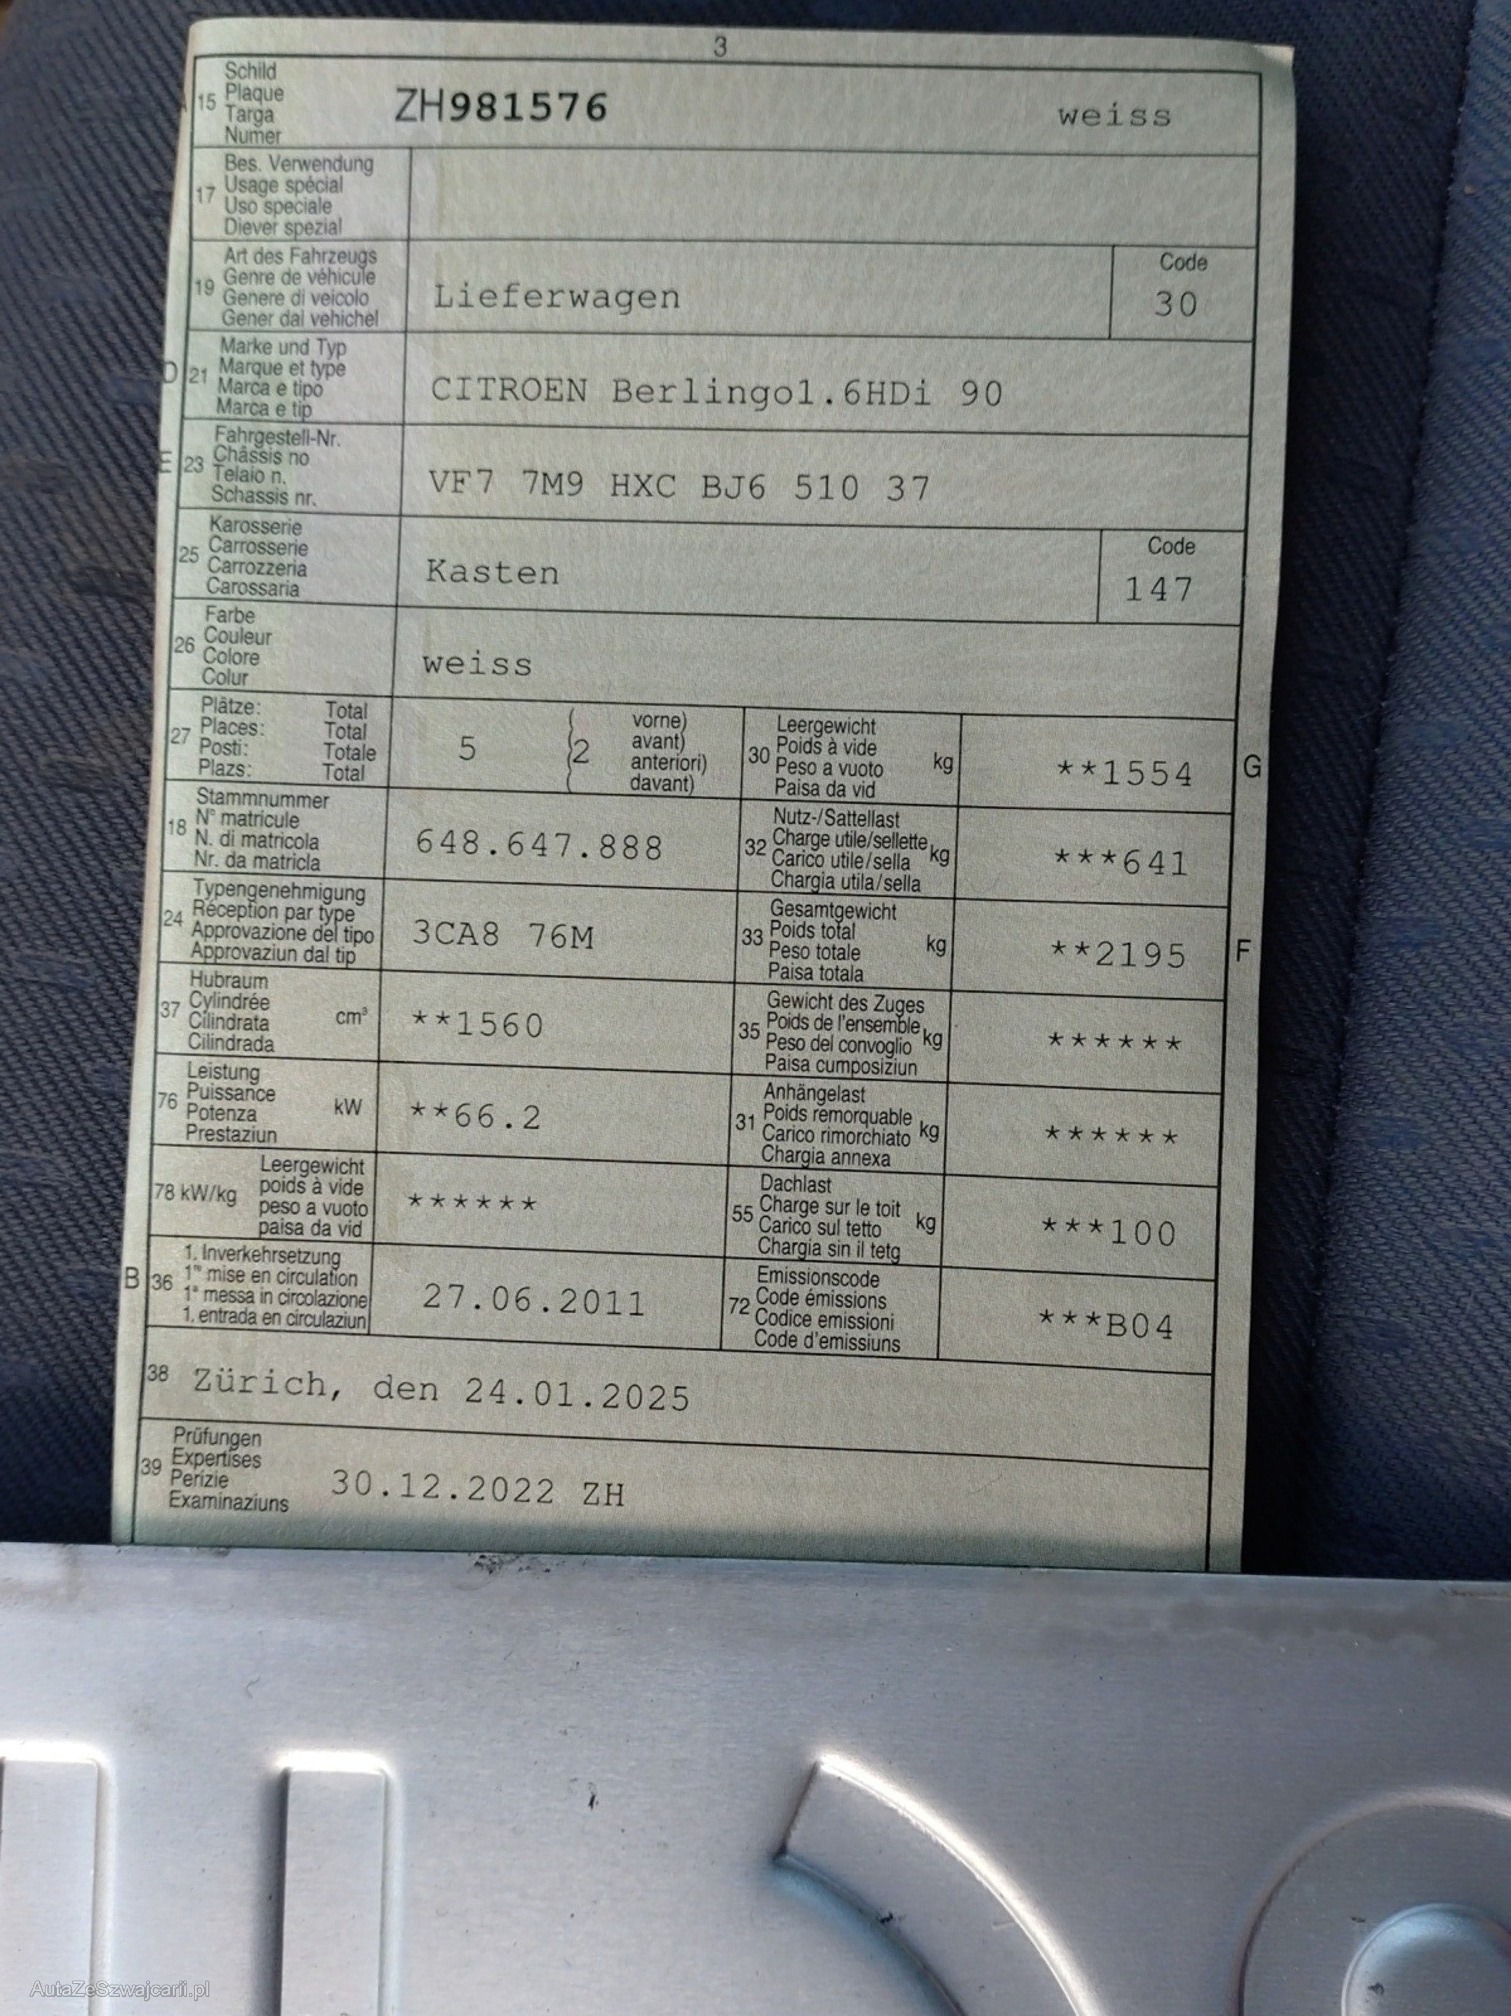 3
15 Schild
Plaque
Targa
Numer
ZH981576 weiss
17 Bes. Verwendung
Usage spécial
Uso speciale
Diever spezial
19 Art des Fahrzeugs
Genre de véhicule
Genere di veicolo
Gener dal vehichel
Lieferwagen
Code
30
D 21 Marke und Typ
Marque et type
Marca e tipo
Marca e tip
CITROEN Berlingo1.6HDi 90
E 23 Fahrgestell-Nr.
Châssis no
Telaio n.
Schassis nr.
VF7 7M9 HXC BJ6 510 37
25 Karosserie
Carrosserie
Carrozzeria
Carossaria
Kasten
Code
147
26 Farbe
Couleur
Colore
Colur
weiss
27 Plätze: Total
Places: Total
Posti: Totale
Plazs: Total
5 (2 vorne)
avant)
anteriori)
davant)
30 Leergewicht
Poids à vide
Peso a vuoto
Paisa da vid
kg
**1554 G
18 Stammnummer
N° matricule
N. di matricola
Nr. da matricla
648.647.888
32 Nutz-/Sattellast
Charge utile/sellette
Carico utile/sella
Chargia utila/sella
kg
***641
24 Typengenehmigung
Réception par type
Approvazione del tipo
Approvaziun dal tip
3CA8 76M
33 Gesamtgewicht
Poids total
Peso totale
Paisa totala
kg
**2195 F
37 Hubraum
Cylindrée
Cilindrata
Cilindrada
cm³
**1560
35 Gewicht des Zuges
Poids de l'ensemble
Peso del convoglio
Paisa cumposiziun
kg
******
76 Leistung
Puissance
Potenza
Prestaziun
kW
**66.2
31 Anhängelast
Poids remorquable
Carico rimorchiato
Chargia annexa
kg
******
78 kW/kg Leergewicht
poids à vide
peso a vuoto
paisa da vid
******
55 Dachlast
Charge sur le toit
Carico sul tetto
Chargia sin il tetg
kg
***100
B 36 1. Inverkehrsetzung
1re mise en circulation
1a messa in circolazione
1. entrada en circulaziun
27.06.2011
72 Emissionscode
Code émissions
Codice emissioni
Code d'emissiuns
***B04
38 Zürich, den 24.01.2025
39 Prüfungen
Expertises
Perizie
Examinaziuns
30.12.2022 ZH
AutaZeSzwajcarii.pl